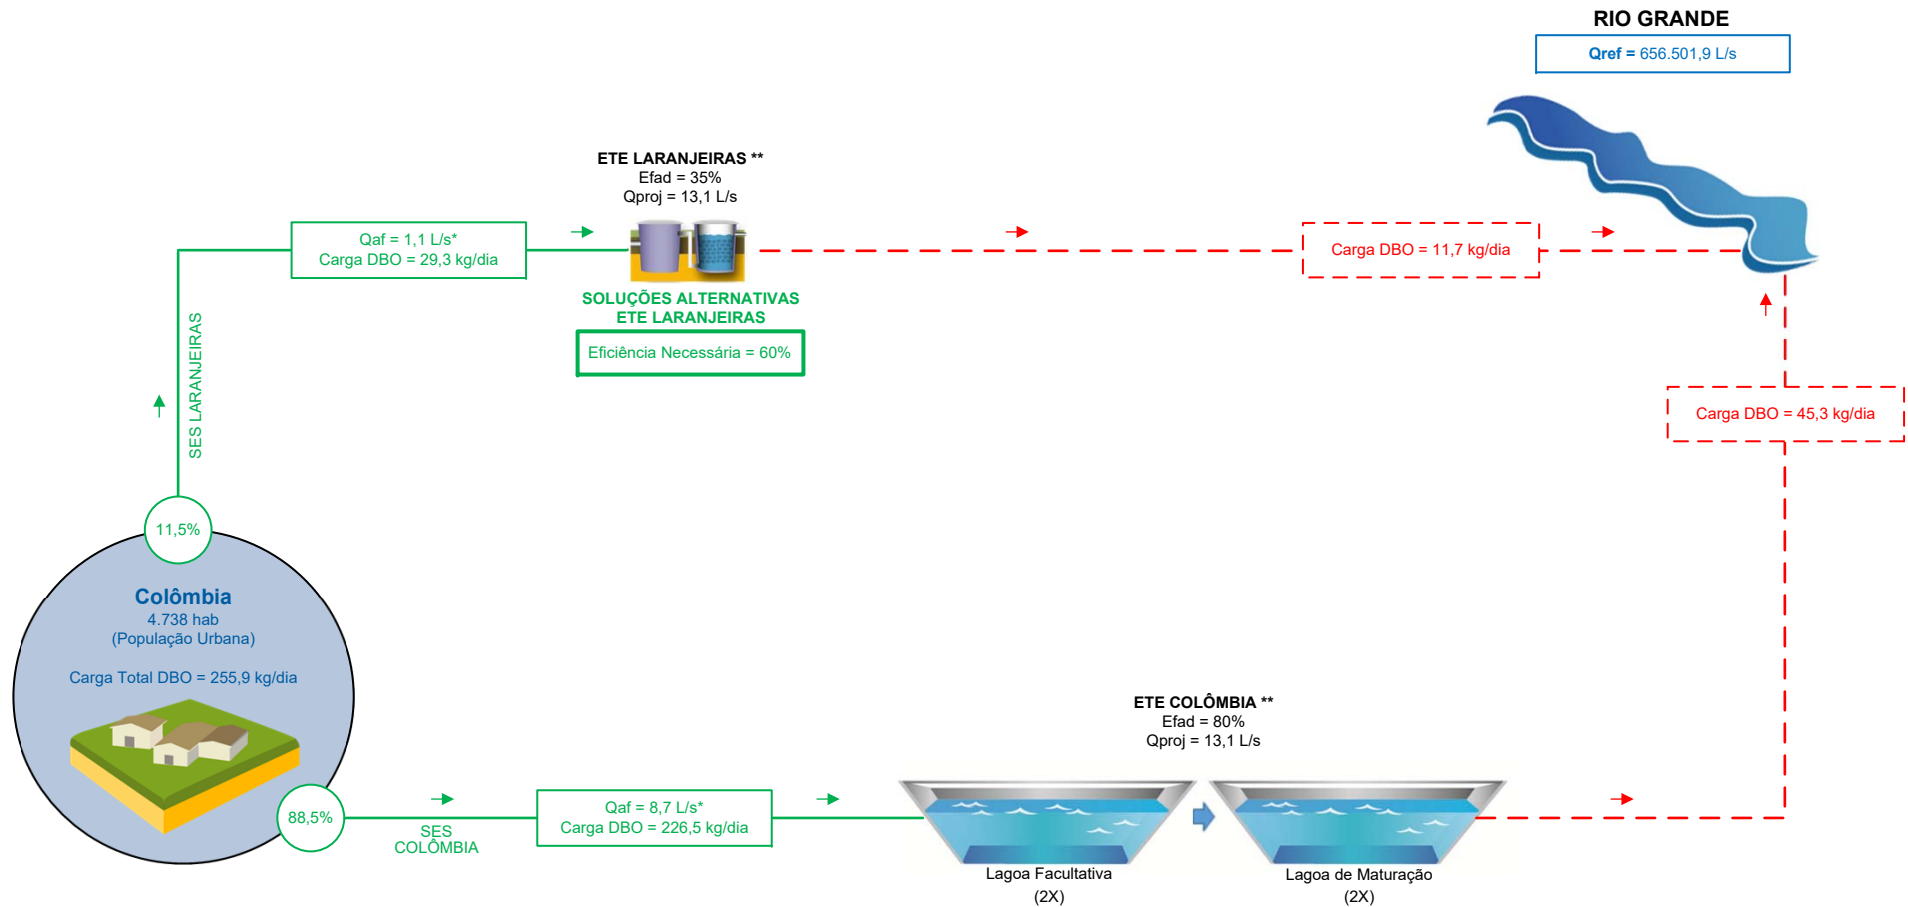 RIO GRANDE
Qref = 656.501,9 L/s
ETE LARANJEIRAS **
Efad = 35%
Qproj = 13,1 L/s
Qaf = 1,1 L/s*
Carga DBO = 29,3 kg/dia
Carga DBO = 11,7 kg/dia
SOLUÇÕES ALTERNATIVAS
ETE LARANJEIRAS
Eficiência Necessária = 60%
SES LARANJEIRAS
Carga DBO = 45,3 kg/dia
11,5%
Colômbia
4.738 hab
(População Urbana)
Carga Total DBO = 255,9 kg/dia
88,5%
SES
COLÔMBIA
Qaf = 8,7 L/s*
Carga DBO = 226,5 kg/dia
ETE COLÔMBIA **
Efad = 80%
Qproj = 13,1 L/s
Lagoa Facultativa
(2X)
Lagoa de Maturação
(2X)